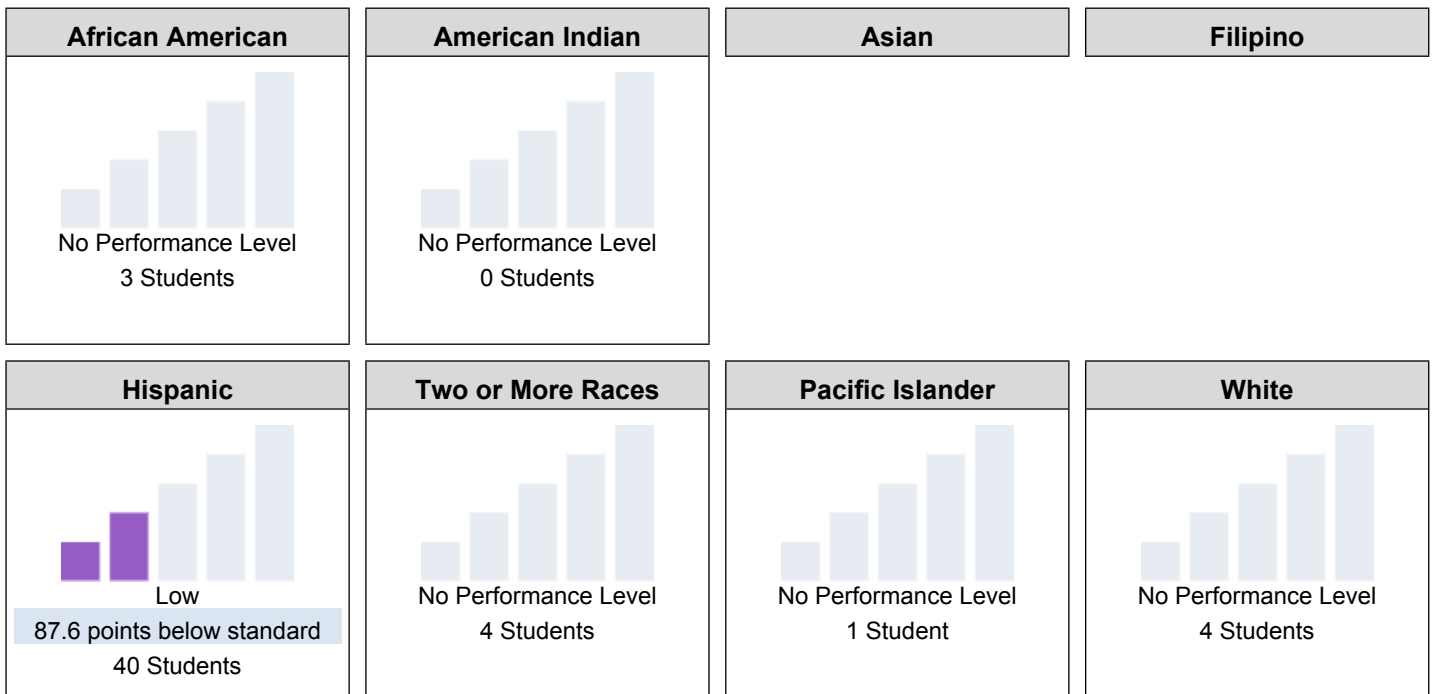 African American
No Performance Level
3 Students
American Indian
No Performance Level
0 Students
Asian
Filipino
Hispanic
Low
87.6 points below standard
40 Students
Two or More Races
No Performance Level
4 Students
Pacific Islander
No Performance Level
1 Student
White
No Performance Level
4 Students